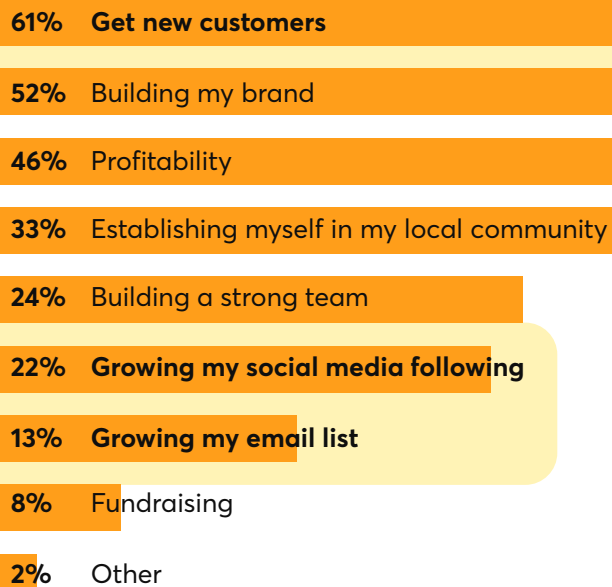 61% Get new customers
52% Building my brand
46% Profitability
33% Establishing myself in my local community
24% Building a strong team
22% Growing my social media following
13% Growing my email list
8% Fundraising
2% Other